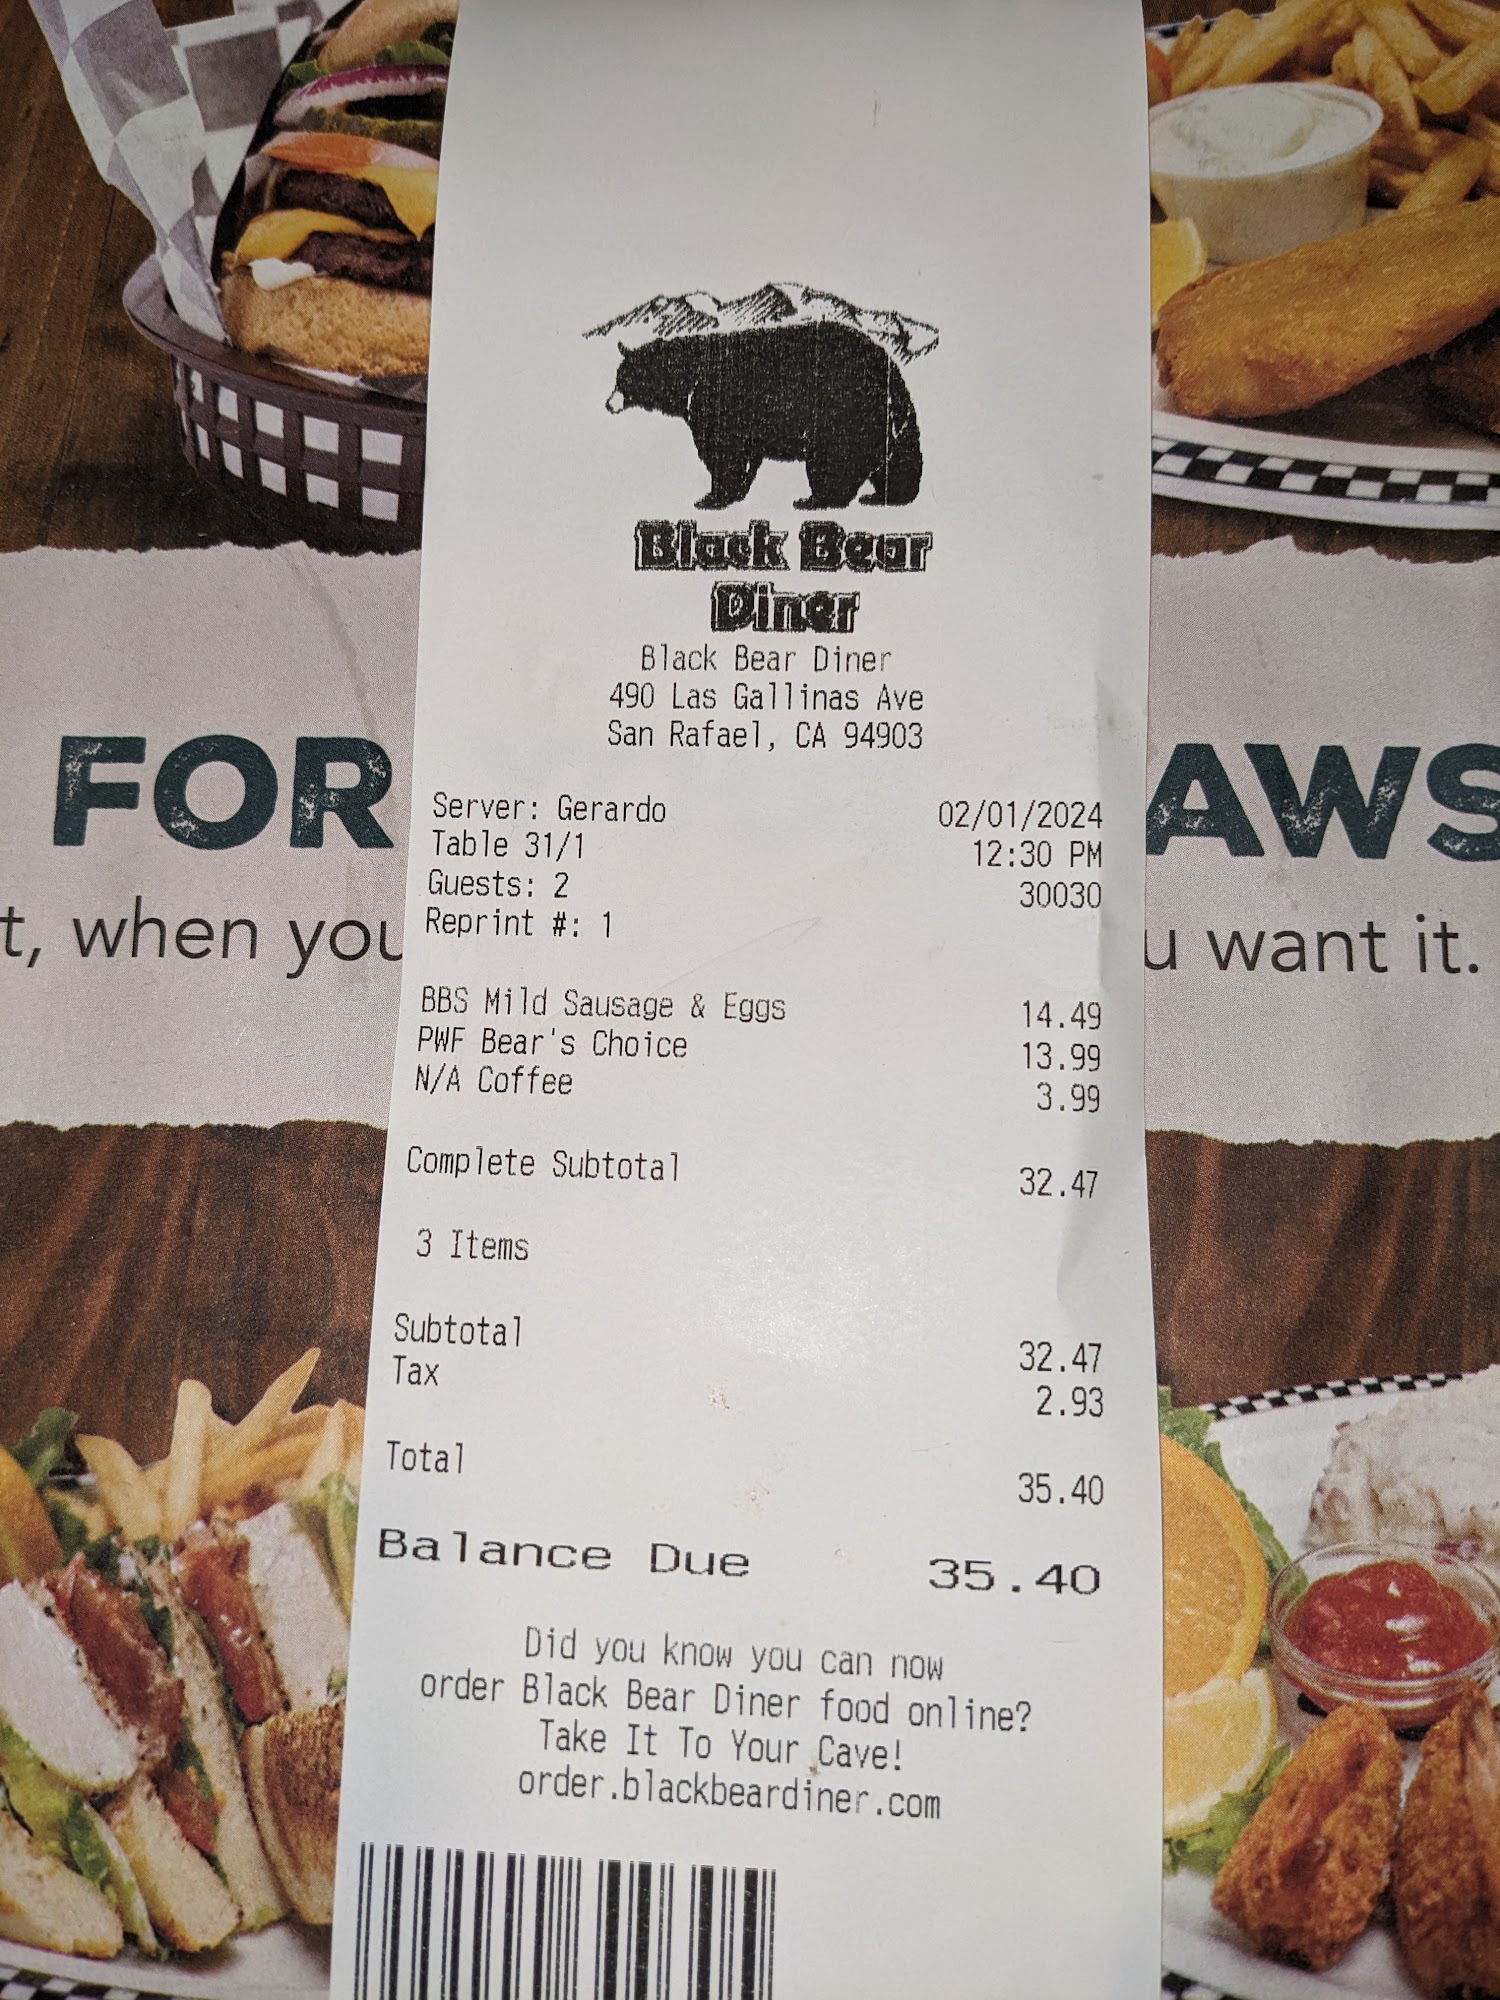 Black Bear
Diner
Black Bear Diner
490 Las Gallinas Ave
San Rafael, CA 94903
Server: Gerardo 02/01/2024
Table 31/1 12:30 PM
Guests: 2 30030
Reprint #: 1
BBS Mild Sausage & Eggs 14.49
PWF Bear's Choice 13.99
N/A Coffee 3.99
Complete Subtotal 32.47
3 Items
Subtotal 32.47
Tax 2.93
Total 35.40
Balance Due 35.40
Did you know you can now
order Black Bear Diner food online?
Take It To Your Cave!
order.blackbeardiner.com
FOR AWS
t, when you u want it.